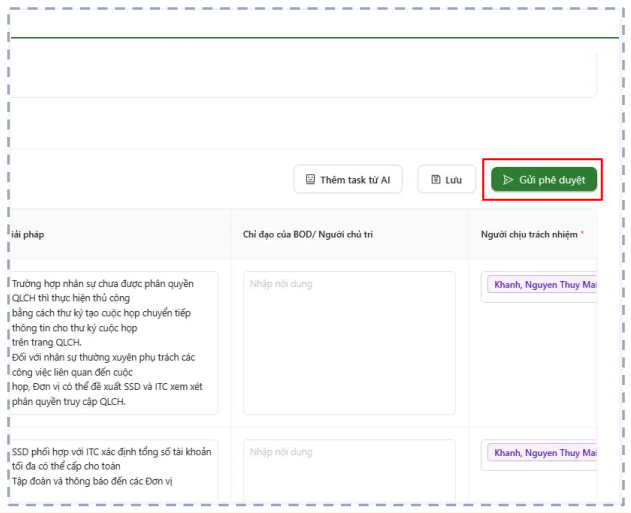 Thêm task từ AI
Lưu
Gửi phê duyệt
iải pháp
Chỉ đạo của BOD/ Người chủ trì
Người chịu trách nhiệm *
Trường hợp nhân sự chưa được phân quyền
QLCH thì thực hiện thủ công
bằng cách thư ký tạo cuộc họp chuyển tiếp
thông tin cho thư ký cuộc họp
trên trang QLCH.
Đối với nhân sự thường xuyên phụ trách các
công việc liên quan đến cuộc
họp, Đơn vị có thể đề xuất SSD và ITC xem xét
phân quyền truy cập QLCH.
Nhập nội dung
Khanh, Nguyen Thuy Mai
SSD phối hợp với ITC xác định tổng số tài khoản
tối đa có thể cấp cho toàn
Tập đoàn và thông báo đến các Đơn vị
Nhập nội dung
Khanh, Nguyen Thuy Mai